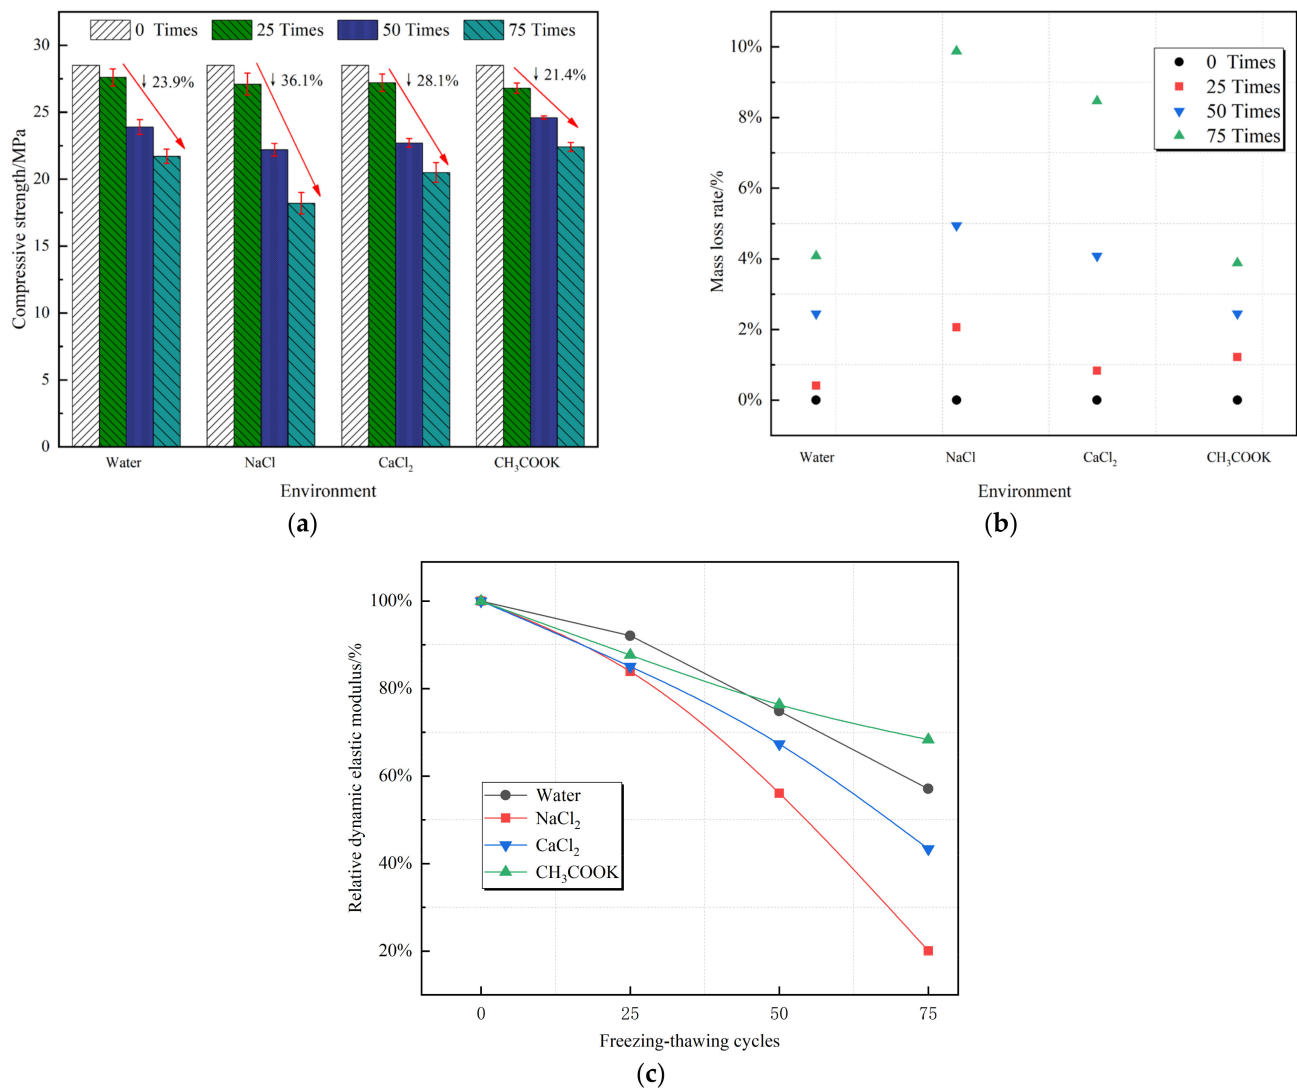 0 Times 25 Times 50 Times 75 Times
↓ 23.9% ↓ 36.1% ↓ 28.1% ↓ 21.4%
30
25
20
15
10
5
0
Compressive strength/MPa
Water NaCl CaCl₂ CH₃COOK
Environment
(a)
0 Times
25 Times
50 Times
75 Times
10%
8%
6%
4%
2%
0%
Mass loss rate/%
Water NaCl CaCl₂ CH₃COOK
Environment
(b)
100%
80%
60%
40%
20%
Relative dynamic elastic modulus/%
Water
NaCl₂
CaCl₂
CH₃COOK
0 25 50 75
Freezing-thawing cycles
(c)